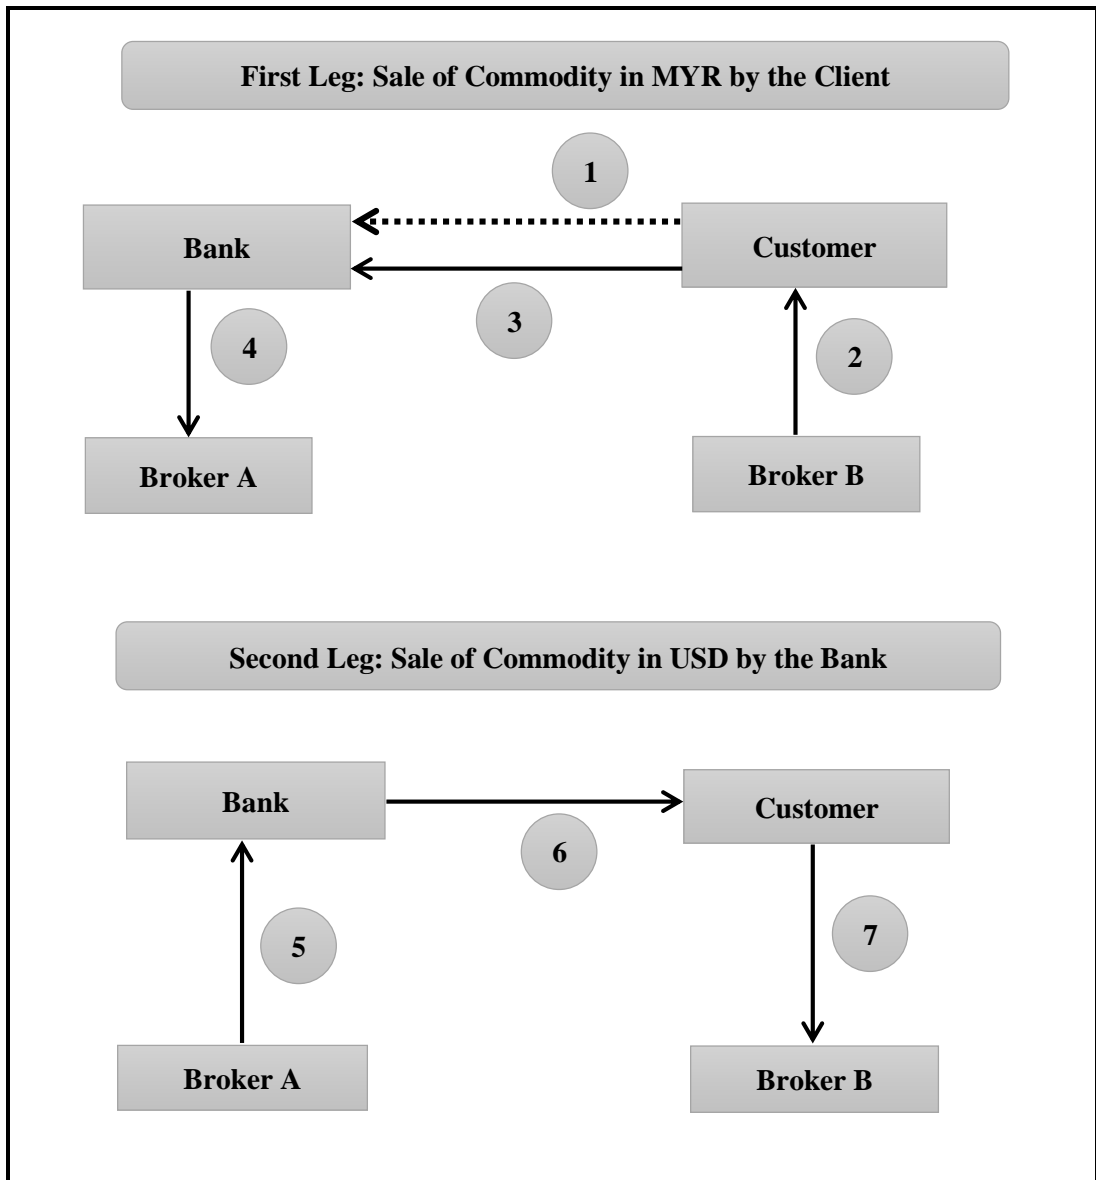 First Leg: Sale of Commodity in MYR by the Client
1
Bank
Customer
3
4
2
Broker A
Broker B
Second Leg: Sale of Commodity in USD by the Bank
Bank
Customer
6
5
7
Broker A
Broker B